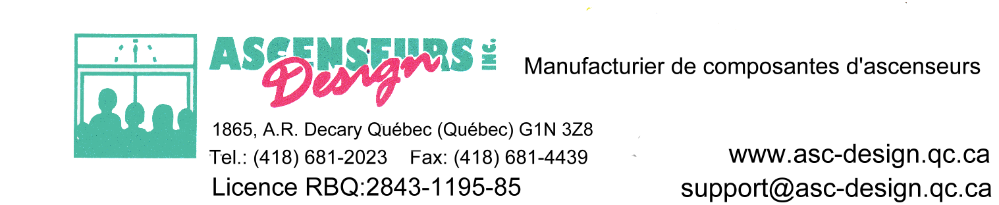 ASCENSEURS INC.
Design
Manufacturier de composantes d'ascenseurs
1865, A.R. Decary Québec (Québec) G1N 3Z8
Tel.: (418) 681-2023 Fax: (418) 681-4439
Licence RBQ:2843-1195-85
www.asc-design.qc.ca
support@asc-design.qc.ca